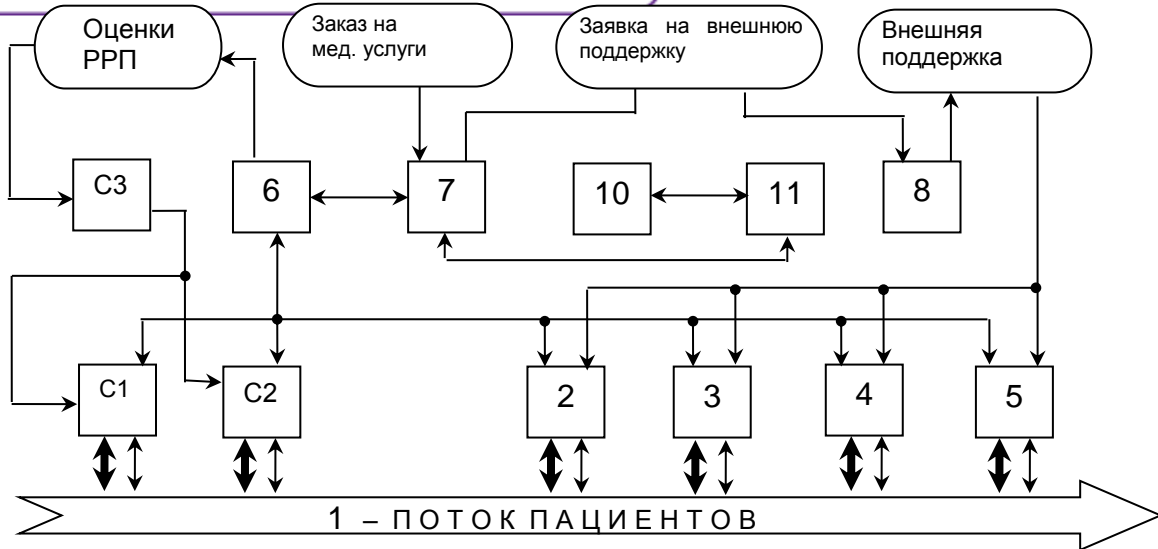 Оценки
РРП
Заказ на
мед. услуги
Заявка на внешнюю
поддержку
Внешняя
поддержка
С3
6
7
10
11
8
С1
С2
2
3
4
5
1 – ПОТОК ПАЦИЕНТОВ